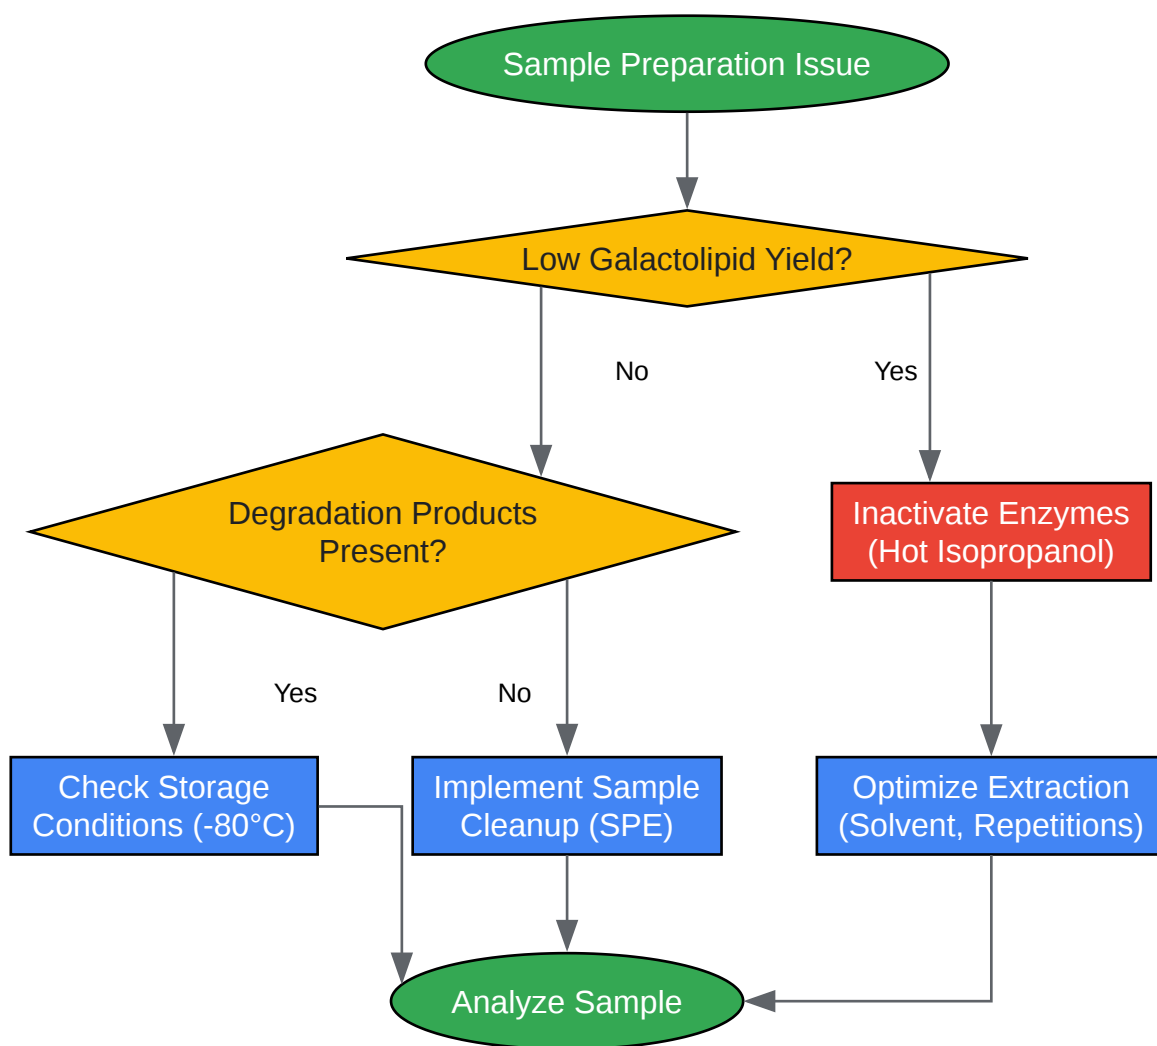 Sample Preparation Issue
Low Galactolipid Yield?
No
Yes
Degradation Products
Present?
Inactivate Enzymes
(Hot Isopropanol)
Yes
No
Check Storage
Conditions (-80°C)
Implement Sample
Cleanup (SPE)
Optimize Extraction
(Solvent, Repetitions)
Analyze Sample